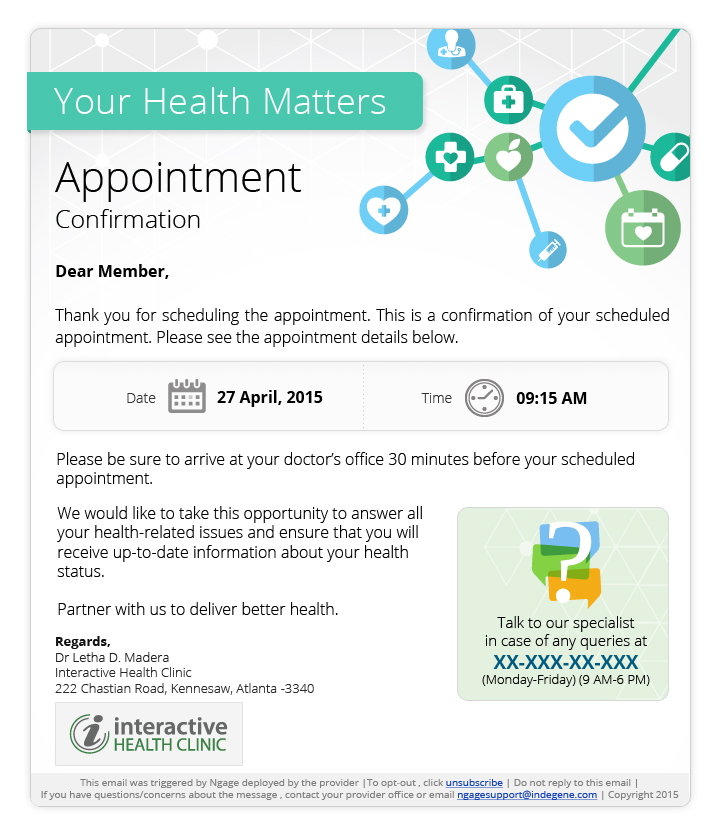 Your Health Matters
Appointment
Confirmation
Dear Member,
Thank you for scheduling the appointment. This is a confirmation of your scheduled
appointment. Please see the appointment details below.
Date 27 April, 2015 Time 09:15 AM
Please be sure to arrive at your doctor's office 30 minutes before your scheduled
appointment.
We would like to take this opportunity to answer all
your health-related issues and ensure that you will
receive up-to-date information about your health
status.
Partner with us to deliver better health.
Regards,
Dr Letha D. Madera
Interactive Health Clinic
222 Chastian Road, Kennesaw, Atlanta -3340
i interactive
HEALTH CLINIC
?
Talk to our specialist
in case of any queries at
XX-XXX-XX-XXX
(Monday-Friday) (9 AM-6 PM)
This email was triggered by Ngage deployed by the provider |To opt-out , click unsubscribe | Do not reply to this email |
If you have questions/concerns about the message , contact your provider office or email ngagesupport@indegene.com | Copyright 2015